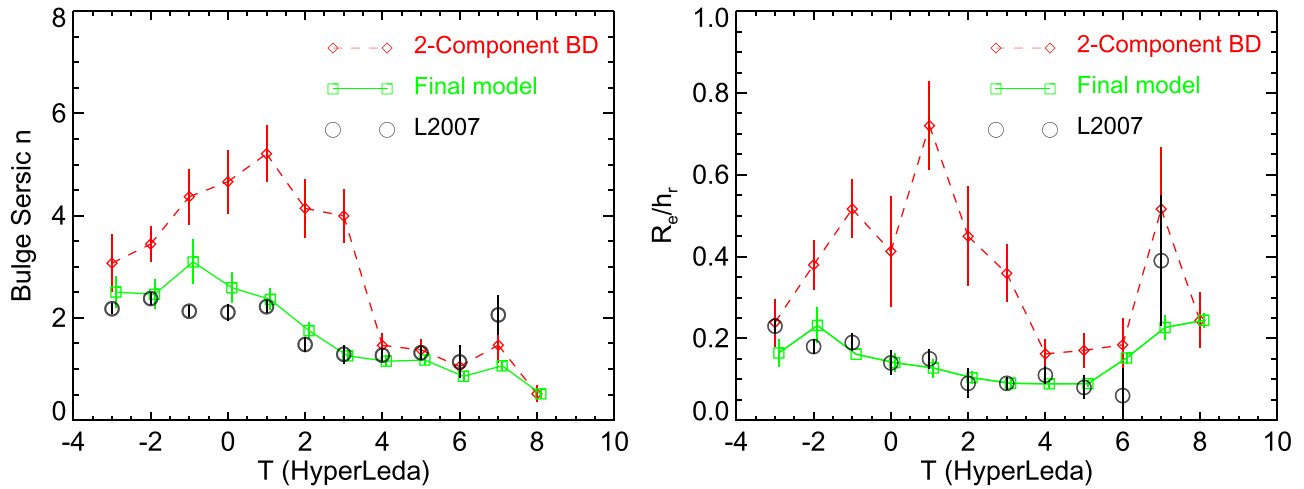 8
6
4
2
0
Bulge Sersic n
2-Component BD
Final model
L2007
-4 -2 0 2 4 6 8 10
T (HyperLeda)
1.0
0.8
0.6
0.4
0.2
0.0
Re/hr
2-Component BD
Final model
L2007
-4 -2 0 2 4 6 8 10
T (HyperLeda)